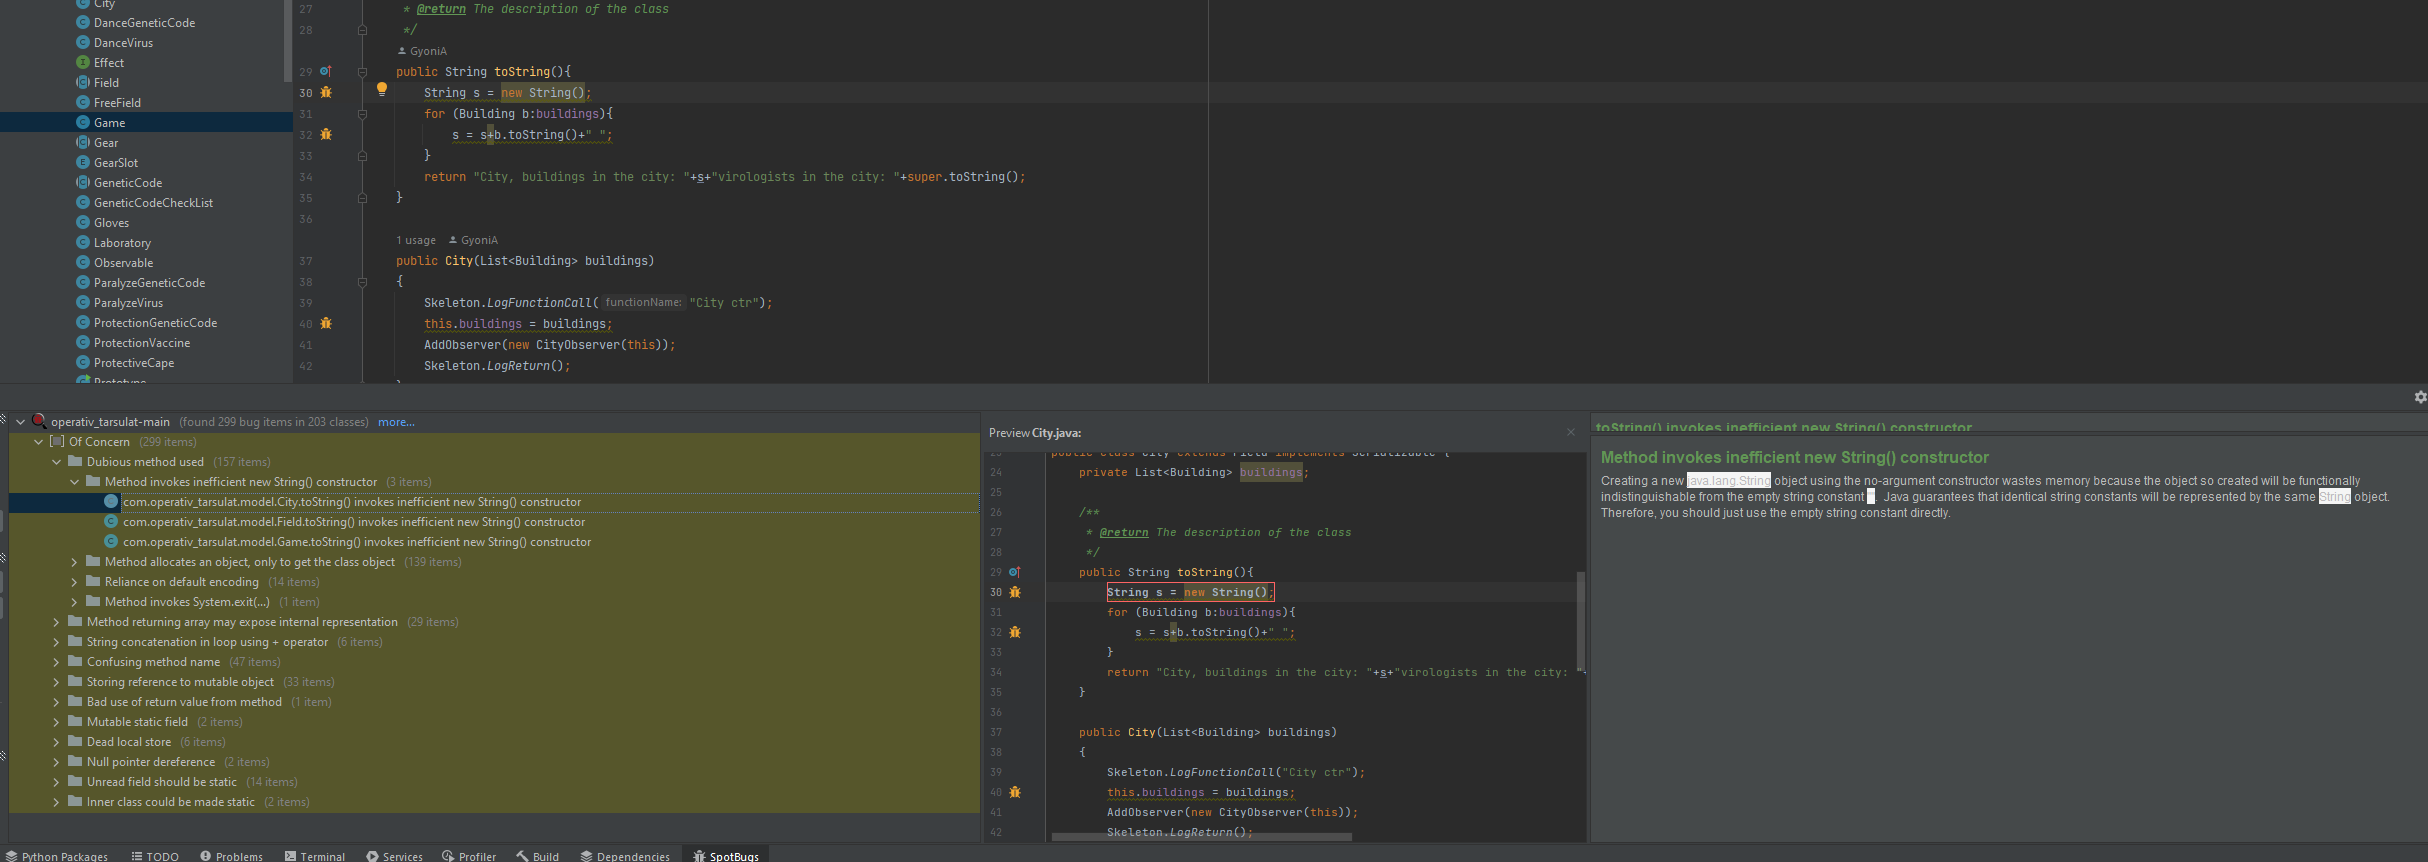 City
DanceGeneticCode
DanceVirus
Effect
Field
FreeField
Game
Gear
GearSlot
GeneticCode
GeneticCodeCheckList
Gloves
Laboratory
Observable
ParalyzeGeneticCode
ParalyzeVirus
ProtectionGeneticCode
ProtectionVaccine
ProtectiveCape
Prototype
27 * @return The description of the class
28 */
GyoniA
29 public String toString(){
30 String s = new String();
31 for (Building b:buildings){
32 s = s+b.toString()+" ";
33 }
34 return "City, buildings in the city: "+s+"virologists in the city: "+super.toString();
35 }
36
1 usage GyoniA
37 public City(List<Building> buildings)
38 {
39 Skeleton.LogFunctionCall( functionName: "City ctr");
40 this.buildings = buildings;
41 AddObserver(new CityObserver(this));
42 Skeleton.LogReturn();
operativ_tarsulat-main (found 299 bug items in 203 classes) more...
Of Concern (299 items)
Dubious method used (157 items)
Method invokes inefficient new String() constructor (3 items)
com.operativ_tarsulat.model.City.toString() invokes inefficient new String() constructor
com.operativ_tarsulat.model.Field.toString() invokes inefficient new String() constructor
com.operativ_tarsulat.model.Game.toString() invokes inefficient new String() constructor
Method allocates an object, only to get the class object (139 items)
Reliance on default encoding (14 items)
Method invokes System.exit(...) (1 item)
Method returning array may expose internal representation (29 items)
String concatenation in loop using + operator (6 items)
Confusing method name (47 items)
Storing reference to mutable object (33 items)
Bad use of return value from method (1 item)
Mutable static field (2 items)
Dead local store (6 items)
Null pointer dereference (2 items)
Unread field should be static (14 items)
Inner class could be made static (2 items)
Preview City.java:
23 public class City extends Field implements Serializable {
24 private List<Building> buildings;
25
26 /**
27 * @return The description of the class
28 */
29 public String toString(){
30 String s = new String();
31 for (Building b:buildings){
32 s = s+b.toString()+" ";
33 }
34 return "City, buildings in the city: "+s+"virologists in the city: "+
35 }
36
37 public City(List<Building> buildings)
38 {
39 Skeleton.LogFunctionCall("City ctr");
40 this.buildings = buildings;
41 AddObserver(new CityObserver(this));
42 Skeleton.LogReturn();
toString() invokes inefficient new String() constructor
Method invokes inefficient new String() constructor
Creating a new java.lang.String object using the no-argument constructor wastes memory because the object so created will be functionally
indistinguishable from the empty string constant . Java guarantees that identical string constants will be represented by the same String object.
Therefore, you should just use the empty string constant directly.
Python Packages TODO Problems Terminal Services Profiler Build Dependencies SpotBugs